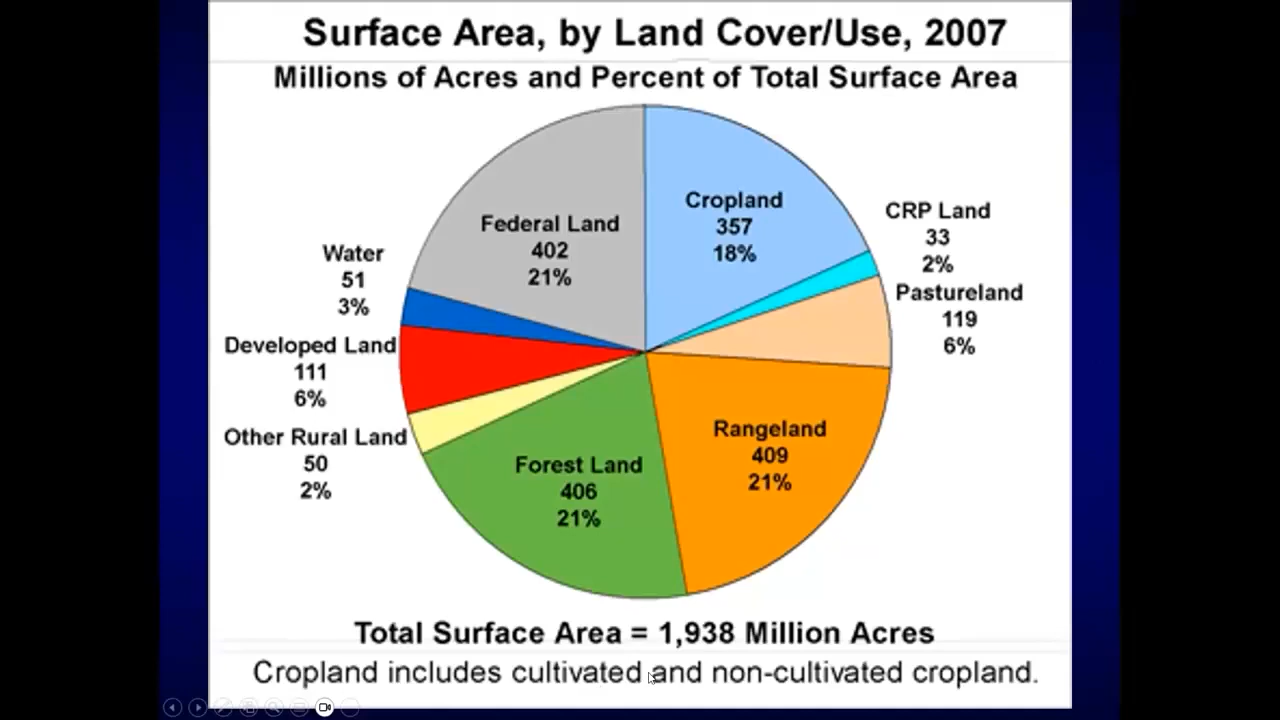 Surface Area, by Land Cover/Use, 2007
Millions of Acres and Percent of Total Surface Area
Cropland
357
18%
CRP Land
33
2%
Pastureland
119
6%
Rangeland
409
21%
Forest Land
406
21%
Other Rural Land
50
2%
Developed Land
111
6%
Water
51
3%
Federal Land
402
21%
Total Surface Area = 1,938 Million Acres
Cropland includes cultivated and non-cultivated cropland.